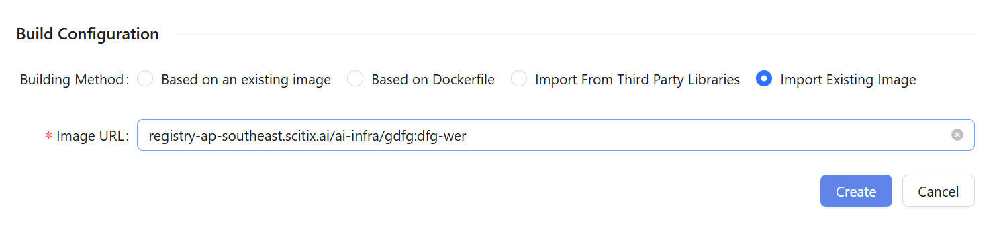 Build Configuration
Building Method: Based on an existing image Based on Dockerfile Import From Third Party Libraries Import Existing Image
* Image URL: registry-ap-southeast.scitix.ai/ai-infra/gdfg:dfg-wer
Create Cancel